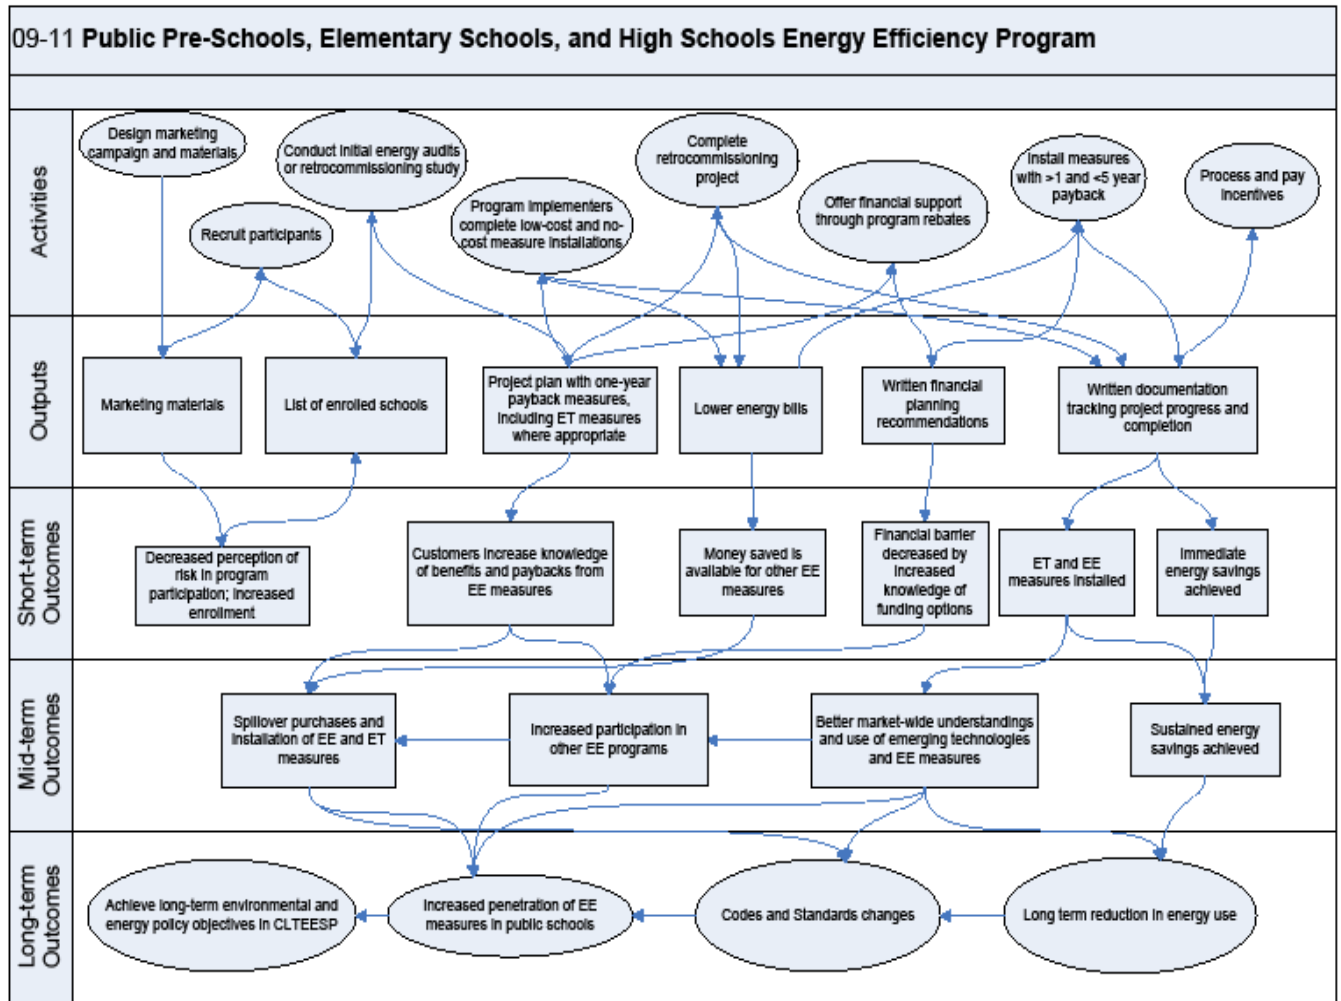 09-11 Public Pre-Schools, Elementary Schools, and High Schools Energy Efficiency Program
Activities
Design marketing
campaign and materials
Conduct initial energy audits
or retrocommissioning study
Recruit participants
Program implementers
complete low-cost and no-
cost measure installations
Complete
retrocommissioning
project
Offer financial support
through program rebates
Install measures
with >1 and <5 year
payback
Process and pay
incentives
Outputs
Marketing materials
List of enrolled schools
Project plan with one-year
payback measures,
including ET measures
where appropriate
Lower energy bills
Written financial
planning
recommendations
Written documentation
tracking project progress and
completion
Short-term
Outcomes
Decreased perception of
risk in program
participation; increased
enrollment
Customers increase knowledge
of benefits and paybacks from
EE measures
Money saved is
available for other EE
measures
Financial barrier
decreased by
increased
knowledge of
funding options
ET and EE
measures installed
Immediate
energy savings
achieved
Mid-term
Outcomes
Spillover purchases and
installation of EE and ET
measures
Increased participation in
other EE programs
Better market-wide understandings
and use of emerging technologies
and EE measures
Sustained energy
savings achieved
Long-term
Outcomes
Achieve long-term environmental and
energy policy objectives in CLTEESP
Increased penetration of EE
measures in public schools
Codes and Standards changes
Long term reduction in energy use